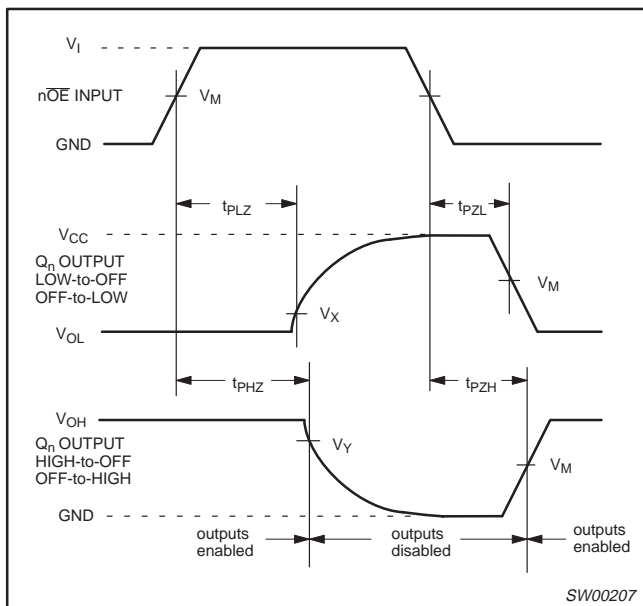 V_I
n\overline{OE} INPUT
V_M
GND
t_PLZ
t_PZL
V_CC
Q_n OUTPUT
LOW-to-OFF
OFF-to-LOW
V_M
V_X
V_OL
t_PHZ
t_PZH
V_OH
Q_n OUTPUT
HIGH-to-OFF
OFF-to-HIGH
V_Y
V_M
GND
outputs
enabled
outputs
disabled
outputs
enabled
SW00207